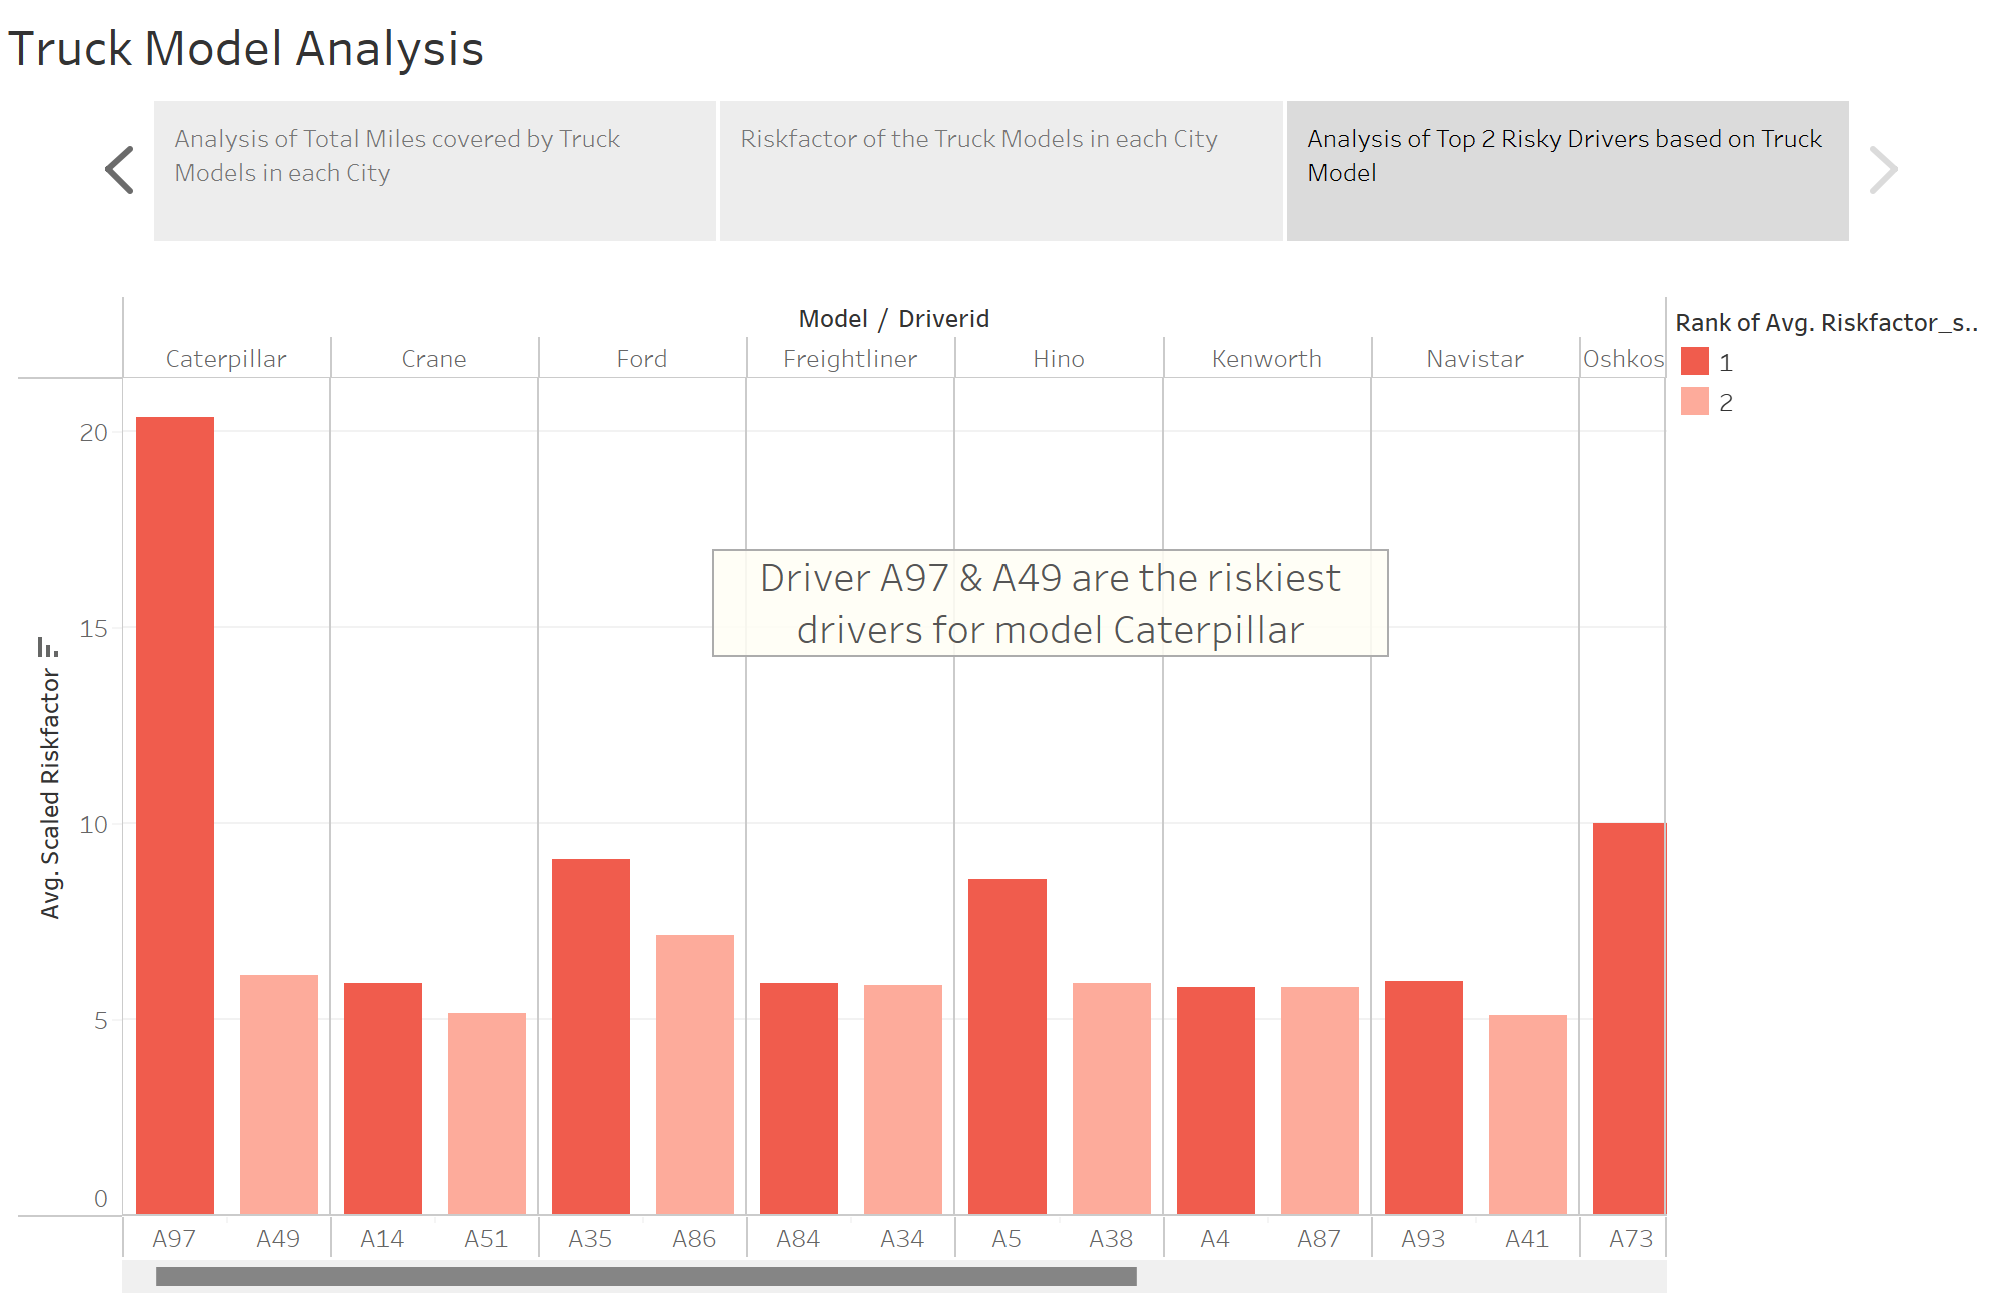 Truck Model Analysis
Analysis of Total Miles covered by Truck
Models in each City
Riskfactor of the Truck Models in each City
Analysis of Top 2 Risky Drivers based on Truck
Model
Model / Driverid
Caterpillar Crane Ford Freightliner Hino Kenworth Navistar Oshkos
Rank of Avg. Riskfactor_s..
1
2
Avg. Scaled Riskfactor
20
15
10
5
0
Driver A97 & A49 are the riskiest
drivers for model Caterpillar
A97 A49 A14 A51 A35 A86 A84 A34 A5 A38 A4 A87 A93 A41 A73